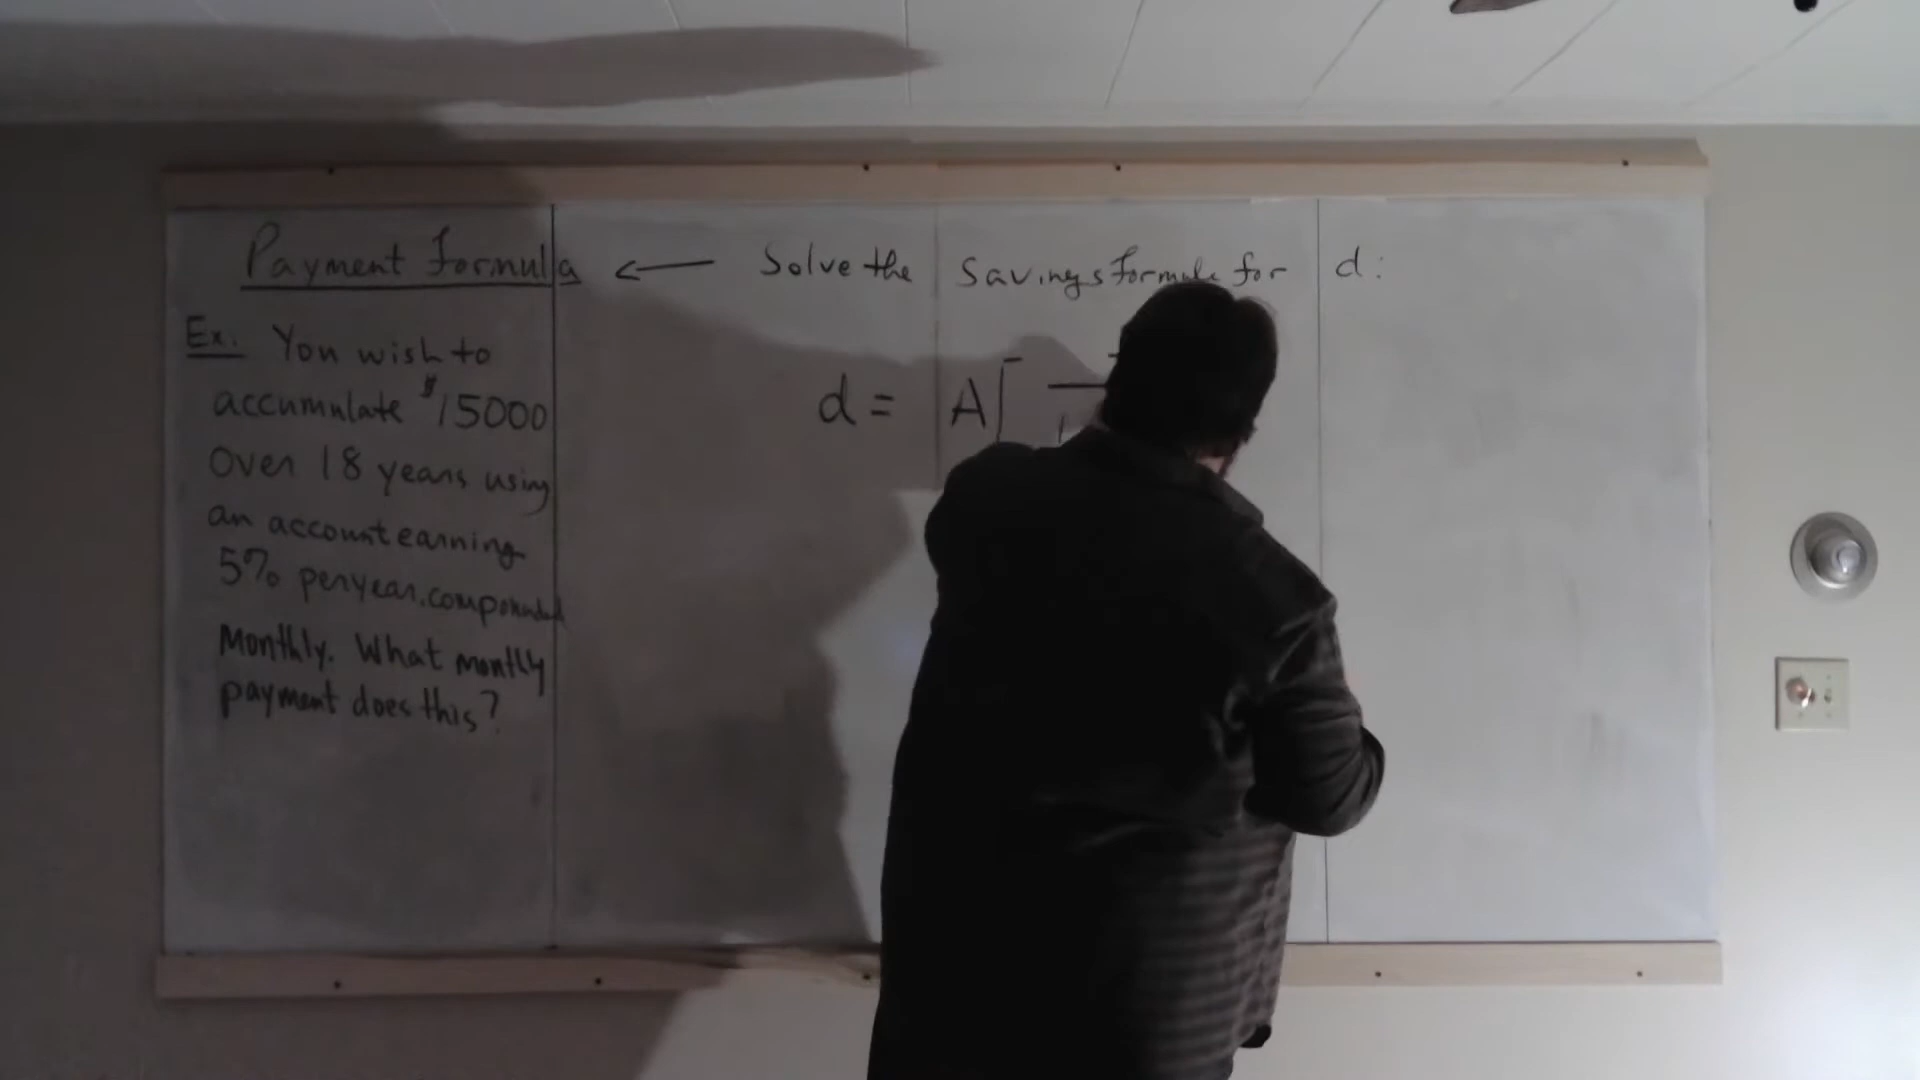 Payment Formula ← Solve the Savings Formula for d:
Ex. You wish to
accumulate $15000
over 18 years using
an account earning
5% per year, compounded
monthly. What monthly
payment does this?
d = A[